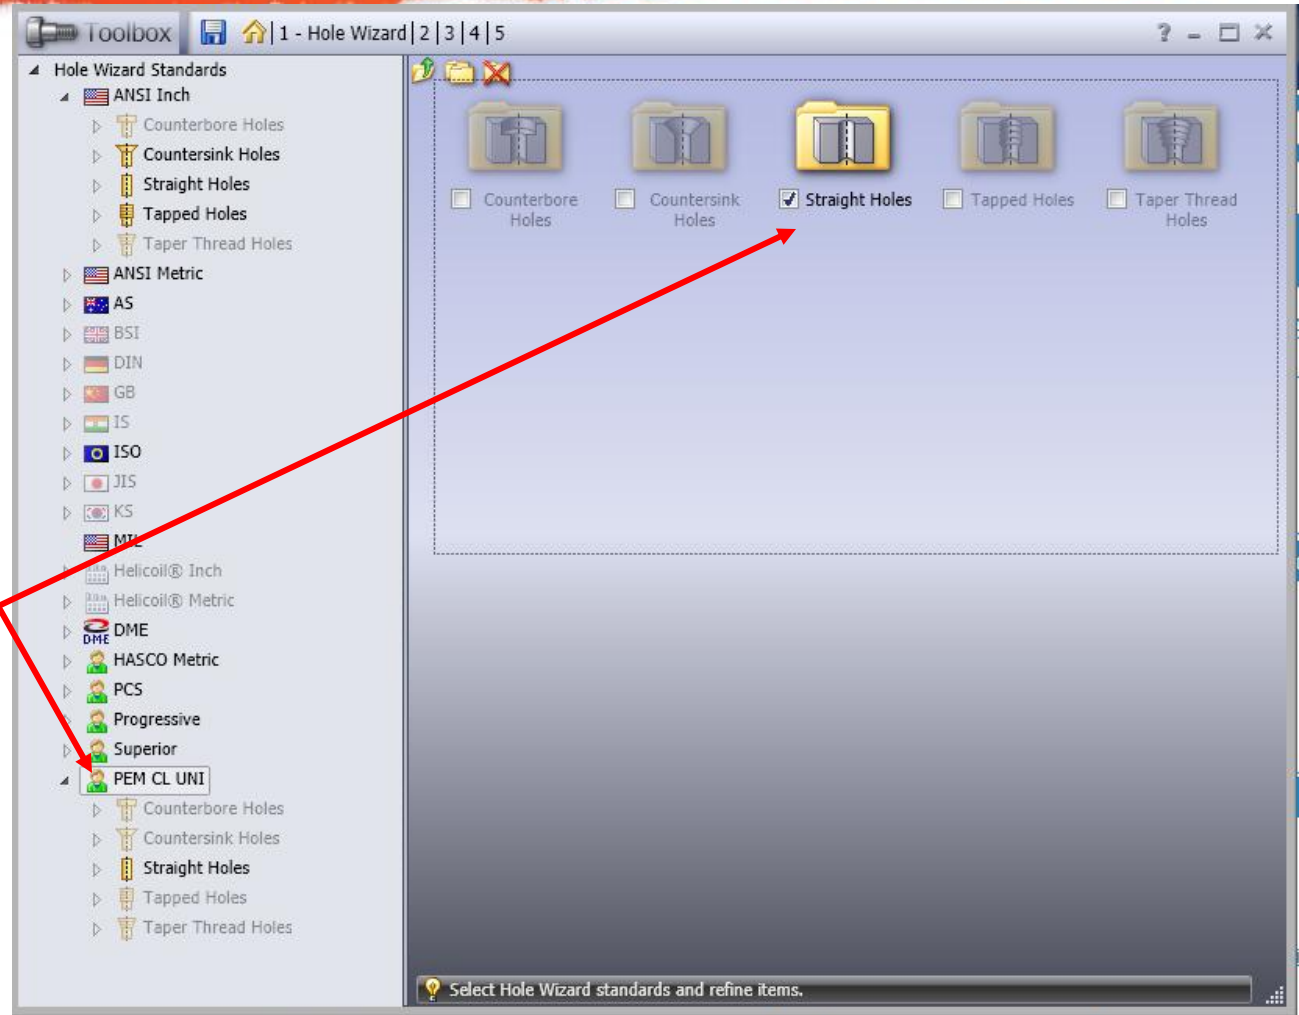 Toolbox 1 - Hole Wizard 2 3 4 5
Hole Wizard Standards
ANSI Inch
Counterbore Holes
Countersink Holes
Straight Holes
Tapped Holes
Taper Thread Holes
ANSI Metric
AS
BSI
DIN
GB
IS
ISO
JIS
KS
MIL
Helicoil® Inch
Helicoil® Metric
DME DME
HASCO Metric
PCS
Progressive
Superior
PEM CL UNI
Counterbore Holes
Countersink Holes
Straight Holes
Tapped Holes
Taper Thread Holes
Counterbore
Holes
Countersink
Holes
Straight Holes
Tapped Holes
Taper Thread
Holes
Select Hole Wizard standards and refine items.